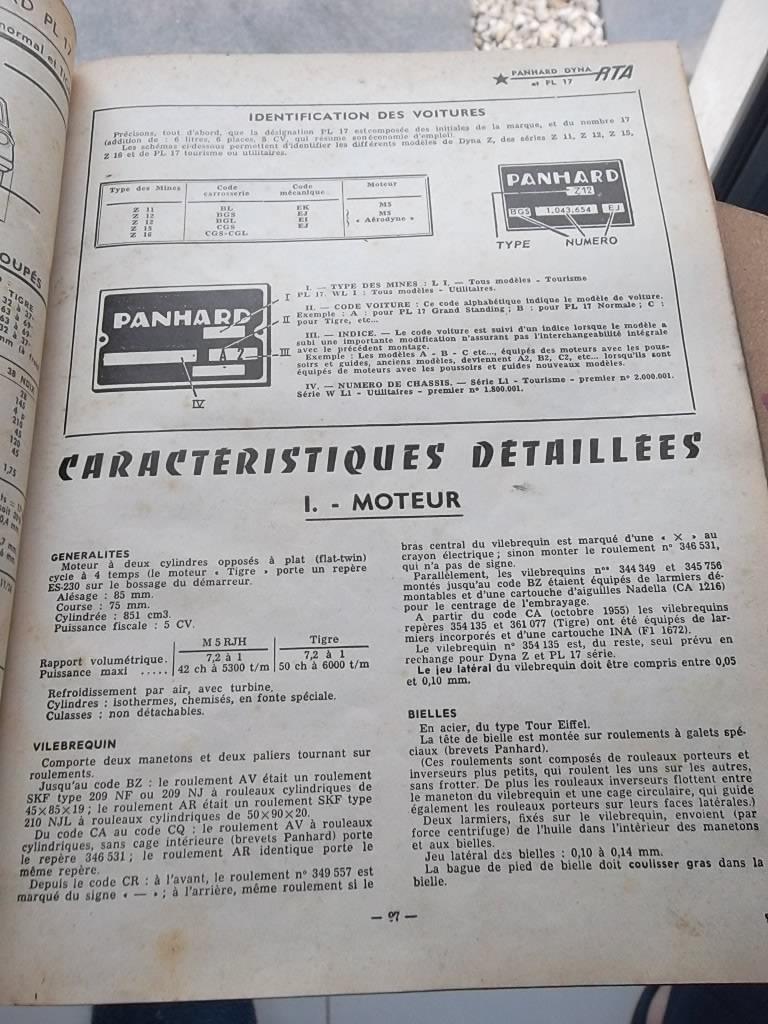 D PL 17
normal et TIG
PANHARD DYNA
et PL 17
RTA
IDENTIFICATION DES VOITURES
Précisons, tout d'abord, que la désignation PL 17 est composée des initiales de la marque, et du nombre 17
(addition de : 6 litres, 6 places, 5 CV, qui résume son économie d'emploi).
Les schémas ci-dessous permettent d'identifier les différents modèles de Dyna Z, des séries Z 11, Z 12, Z 15,
Z 16 et de PL 17 tourisme ou utilitaires.
Type des Mines Code carrosserie Code mécanique Moteur
Z 11 BL EK M5
Z 12 BGS EJ M5
Z 12 BGL EI « Aérodyne »
Z 15 CGS EJ
Z 16 CGS-CGL
PANHARD
Z12
BGS 1.043.654 EJ
TYPE NUMERO
PANHARD
A 2
I
II
III
IV
I. — TYPE DES MINES : L I. — Tous modèles - Tourisme
PL 17. WL I : Tous modèles - Utilitaires.
II. — CODE VOITURE : Ce code alphabétique indique le modèle de voiture.
Exemple : A : pour PL 17 Grand Standing ; B : pour PL 17 Normale ; C :
pour Tigre, etc...
III. — INDICE. — Le code voiture est suivi d'un indice lorsque le modèle a
subi une importante modification n'assurant pas l'interchangeabilité intégrale
avec le précédent montage.
Exemple : Les modèles A - B - C etc..., équipés des moteurs avec les pous-
soirs et guides, anciens modèles, deviennent A2, B2, C2, etc... lorsqu'ils sont
équipés de moteurs avec les poussoirs et guides nouveaux modèles.
IV. — NUMERO DE CHASSIS. — Série L1 - Tourisme - premier n° 2.000.001.
Série W L1 - Utilitaires - premier n° 1.800.001.
CARACTÉRISTIQUES DÉTAILLÉES
I. - MOTEUR
GENERALITES
Moteur à deux cylindres opposés à plat (flat-twin)
cycle à 4 temps (le moteur « Tigre » porte un repère
ES-230 sur le bossage du démarreur.
Alésage : 85 mm.
Course : 75 mm.
Cylindrée : 851 cm3.
Puissance fiscale : 5 CV.
M 5 RJH Tigre
Rapport volumétrique. 7,2 à 1 7,2 à 1
Puissance maxi ..... 42 ch à 5300 t/m 50 ch à 6000 t/m
Refroidissement par air, avec turbine.
Cylindres : isothermes, chemisés, en fonte spéciale.
Culasses : non détachables.
VILEBREQUIN
Comporte deux manetons et deux paliers tournant sur
roulements.
Jusqu'au code BZ : le roulement AV était un roulement
SKF type 209 NF ou 209 NJ à rouleaux cylindriques de
45×85×19 ; le roulement AR était un roulement SKF type
210 NJL à rouleaux cylindriques de 50×90×20.
Du code CA au code CQ : le roulement AV à rouleaux
cylindriques, sans cage intérieure (brevets Panhard) porte
le repère 346 531 ; le roulement AR identique porte le
même repère.
Depuis le code CR : à l'avant, le roulement n° 349 557 est
marqué du signe « — » ; à l'arrière, même roulement si le
bras central du vilebrequin est marqué d'une « × » au
crayon électrique ; sinon monter le roulement n° 346 531,
qui n'a pas de signe.
Parallèlement, les vilebrequins n°s 344 349 et 345 756
montés jusqu'au code BZ étaient équipés de larmiers dé-
montables et d'une cartouche d'aiguilles Nadella (CA 1216)
pour le centrage de l'embrayage.
A partir du code CA (octobre 1955) les vilebrequins
repères 354 135 et 361 077 (Tigre) ont été équipés de lar-
miers incorporés et d'une cartouche INA (F1 1672).
Le vilebrequin n° 354 135 est, du reste, seul prévu en
rechange pour Dyna Z et PL 17 série.
Le jeu latéral du vilebrequin doit être compris entre 0,05
et 0,10 mm.
BIELLES
En acier, du type Tour Eiffel.
La tête de bielle est montée sur roulements à galets spé-
ciaux (brevets Panhard).
(Ces roulements sont composés de rouleaux porteurs et
inverseurs plus petits, qui roulent les uns sur les autres,
sans frotter. De plus les rouleaux inverseurs flottent entre
le maneton du vilebrequin et une cage circulaire, qui guide
également les rouleaux porteurs sur leurs faces latérales.)
Deux larmiers, fixés sur le vilebrequin, envoient (par
force centrifuge) de l'huile dans l'intérieur des manetons
et aux bielles.
Jeu latéral des bielles : 0,10 à 0,14 mm.
La bague de pied de bielle doit coulisser gras dans la
bielle.
— 97 —